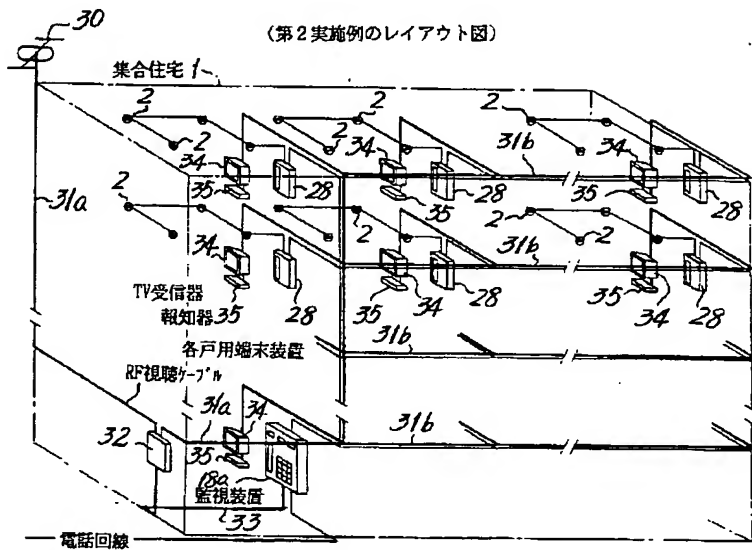 30
(第2実施例のレイアウト図)
集合住宅 1
2 2 2
2 2 2
34 34 31b 34
35 28 35 28 35 28
31a
2 2 2 2
34 31b
TV受信器 35 28 35 34 28 35 34 28
報知器
各戸用端末装置 31b
RF視聴ケーブル
31a 34 31b
32 35
18a
監視装置
33
電話回線